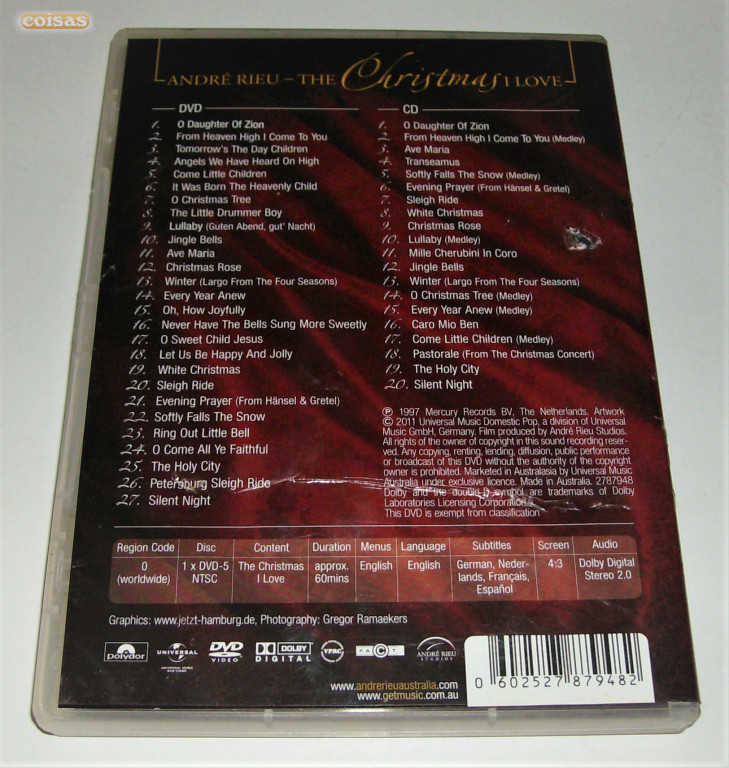 coisas
ANDRÉ RIEU – THE Christmas I LOVE
DVD
1. O Daughter Of Zion
2. From Heaven High I Come To You
3. Tomorrow's The Day Children
4. Angels We Have Heard On High
5. Come Little Children
6. It Was Born The Heavenly Child
7. O Christmas Tree
8. The Little Drummer Boy
9. Lullaby (Guten Abend, gut' Nacht)
10. Jingle Bells
11. Ave Maria
12. Christmas Rose
13. Winter (Largo From The Four Seasons)
14. Every Year Anew
15. Oh, How Joyfully
16. Never Have The Bells Sung More Sweetly
17. O Sweet Child Jesus
18. Let Us Be Happy And Jolly
19. White Christmas
20. Sleigh Ride
21. Evening Prayer (From Hänsel & Gretel)
22. Softly Falls The Snow
23. Ring Out Little Bell
24. O Come All Ye Faithful
25. The Holy City
26. Petersburg Sleigh Ride
27. Silent Night
CD
1. O Daughter Of Zion
2. From Heaven High I Come To You (Medley)
3. Ave Maria
4. Transeamus
5. Softly Falls The Snow (Medley)
6. Evening Prayer (From Hänsel & Gretel)
7. Sleigh Ride
8. White Christmas
9. Christmas Rose
10. Lullaby (Medley)
11. Mille Cherubini In Coro
12. Jingle Bells
13. Winter (Largo From The Four Seasons)
14. O Christmas Tree (Medley)
15. Every Year Anew (Medley)
16. Caro Mio Ben
17. Come Little Children (Medley)
18. Pastorale (From The Christmas Concert)
19. The Holy City
20. Silent Night
℗ 1997 Mercury Records BV, The Netherlands. Artwork
© 2011 Universal Music Domestic Pop, a division of Universal
Music GmbH, Germany. Film produced by André Rieu Studios.
All rights of the owner of copyright in this sound recording reser-
ved. Any copying, renting, lending, diffusion, public performance
or broadcast of this DVD without the authority of the copyright
owner is prohibited. Marketed in Australasia by Universal Music
Australia under exclusive licence. Made in Australia. 2787948
Dolby and the double-D symbol are trademarks of Dolby
Laboratories Licensing Corporation.
This DVD is exempt from classification
Region Code Disc Content Duration Menus Language Subtitles Screen Audio
0 (worldwide) 1 x DVD-5 NTSC The Christmas I Love approx. 60mins English English German, Neder-lands, Français, Español 4:3 Dolby Digital Stereo 2.0
Graphics: www.jetzt-hamburg.de, Photography: Gregor Ramaekers
polydor UNIVERSAL DVD VIDEO DOLBY DIGITAL VPRC FACT ANDRÉ RIEU STUDIOS
www.andrerieuaustralia.com
www.getmusic.com.au
0 602527 879482